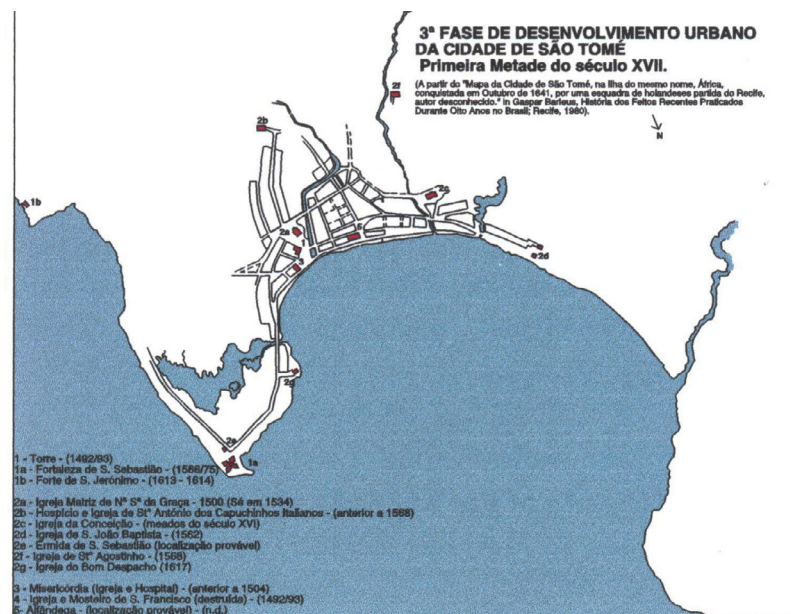 3ª FASE DE DESENVOLVIMENTO URBANO
DA CIDADE DE SÃO TOMÉ
Primeira Metade do século XVII.
(A partir do "Mapa da Cidade de São Tomé, na Ilha do mesmo nome, África,
conquistada em Outubro de 1641, por uma esquadra de holandeses partida do Recife,
autor desconhecido." in Gaspar Barleus, História dos Feitos Recentes Praticados
Durante Oito Anos no Brasil; Recife, 1980).
N
2f
2b
1b
2c
2a
1
5
3
2d
2g
2e
1a
1 - Torre - (1492/93)
1a - Fortaleza de S. Sebastião - (1566/75)
1b - Forte de S. Jerónimo - (1613 - 1614)
2a - Igreja Matriz de Nª Sª da Graça - 1500 (Sé em 1534)
2b - Hospício e Igreja de Stº António dos Capuchinhos Italianos - (anterior a 1568)
2c - Igreja da Conceição - (meados do século XVI)
2d - Igreja de S. João Baptista - (1562)
2e - Ermida de S. Sebastião (localização provável)
2f - Igreja de Stº Agostinho - (1568)
2g - Igreja do Bom Despacho (1617)
3 - Misericórdia (Igreja e Hospital) - (anterior a 1504)
4 - Igreja e Mosteiro de S. Francisco (destruída) - (1492/93)
5- Alfândega - (localização provável) - (n.d.)